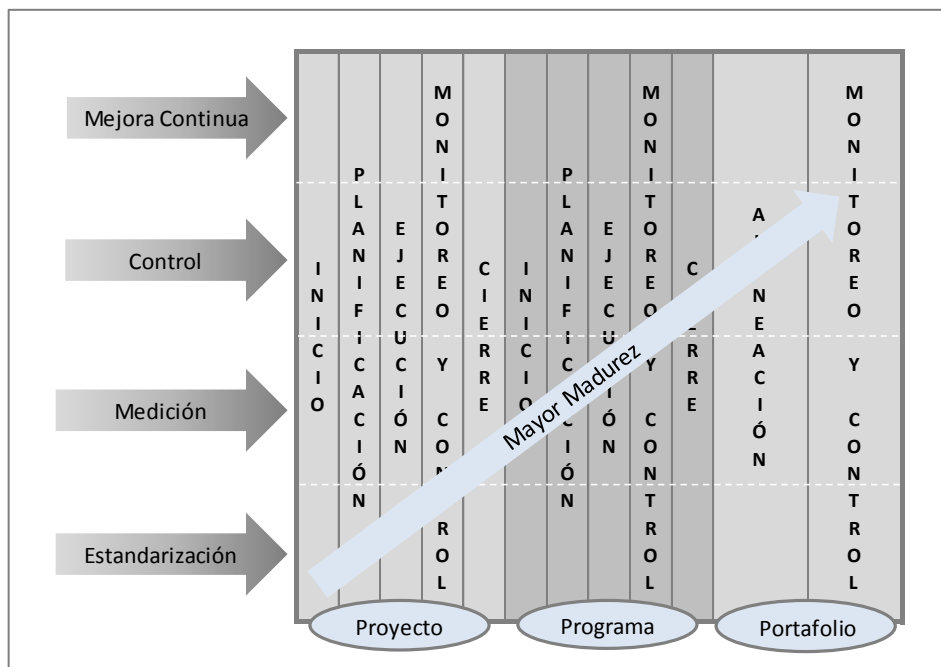 Mejora Continua
Control
Medición
Estandarización
INICIO
PLANIFICACIÓN
EJECUCIÓN
MONITOREO Y CONTROL
CIERRE
INICIO
PLANIFICACIÓN
EJECUCIÓN
MONITOREO Y CONTROL
CIERRE
ALINEACIÓN
MONITOREO Y CONTROL
Mayor Madurez
Proyecto
Programa
Portafolio